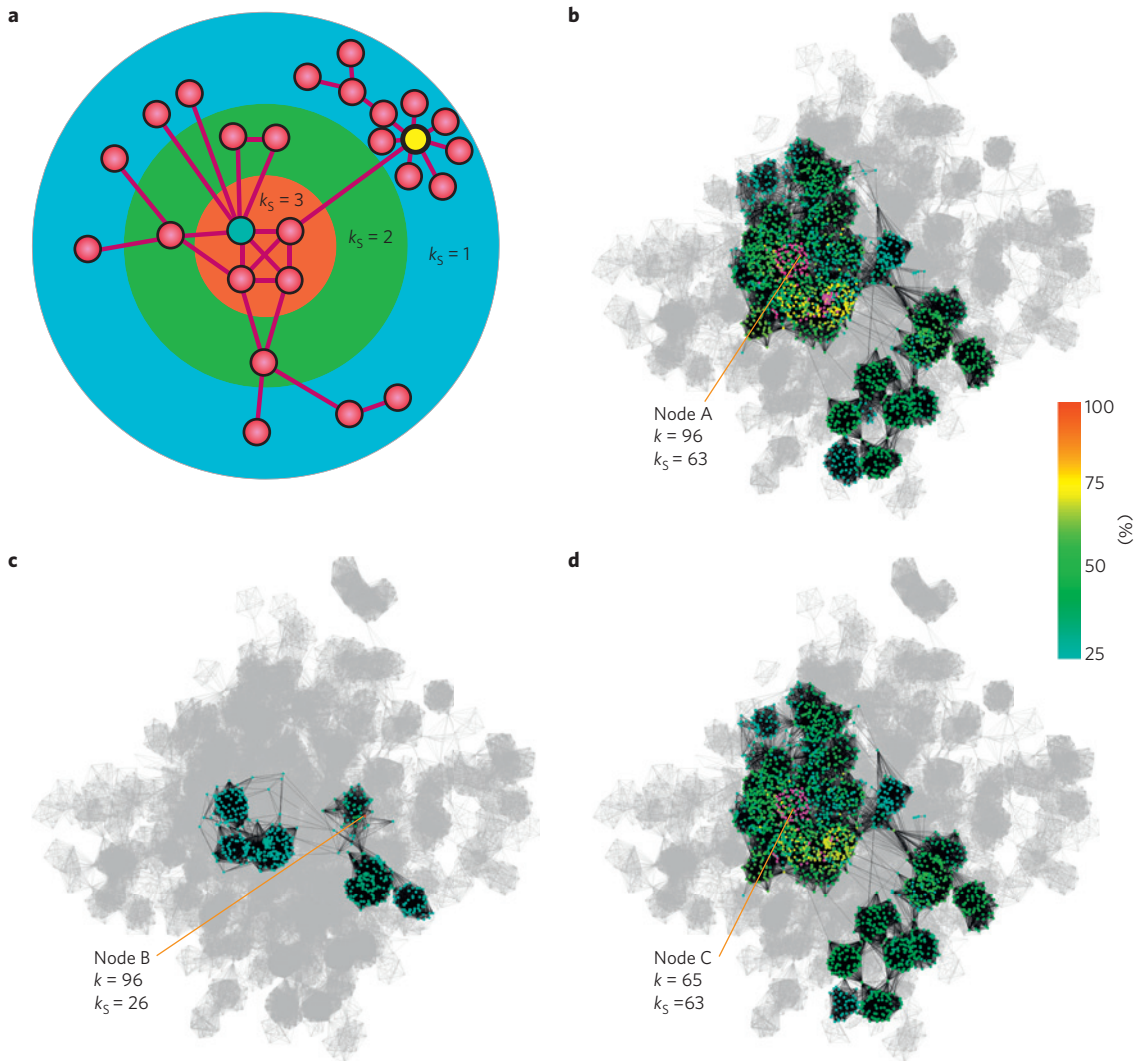 a
k_S = 3
k_S = 2
k_S = 1
b
Node A
k = 96
k_S = 63
100
75
50
25
(%)
c
Node B
k = 96
k_S = 26
d
Node C
k = 65
k_S =63